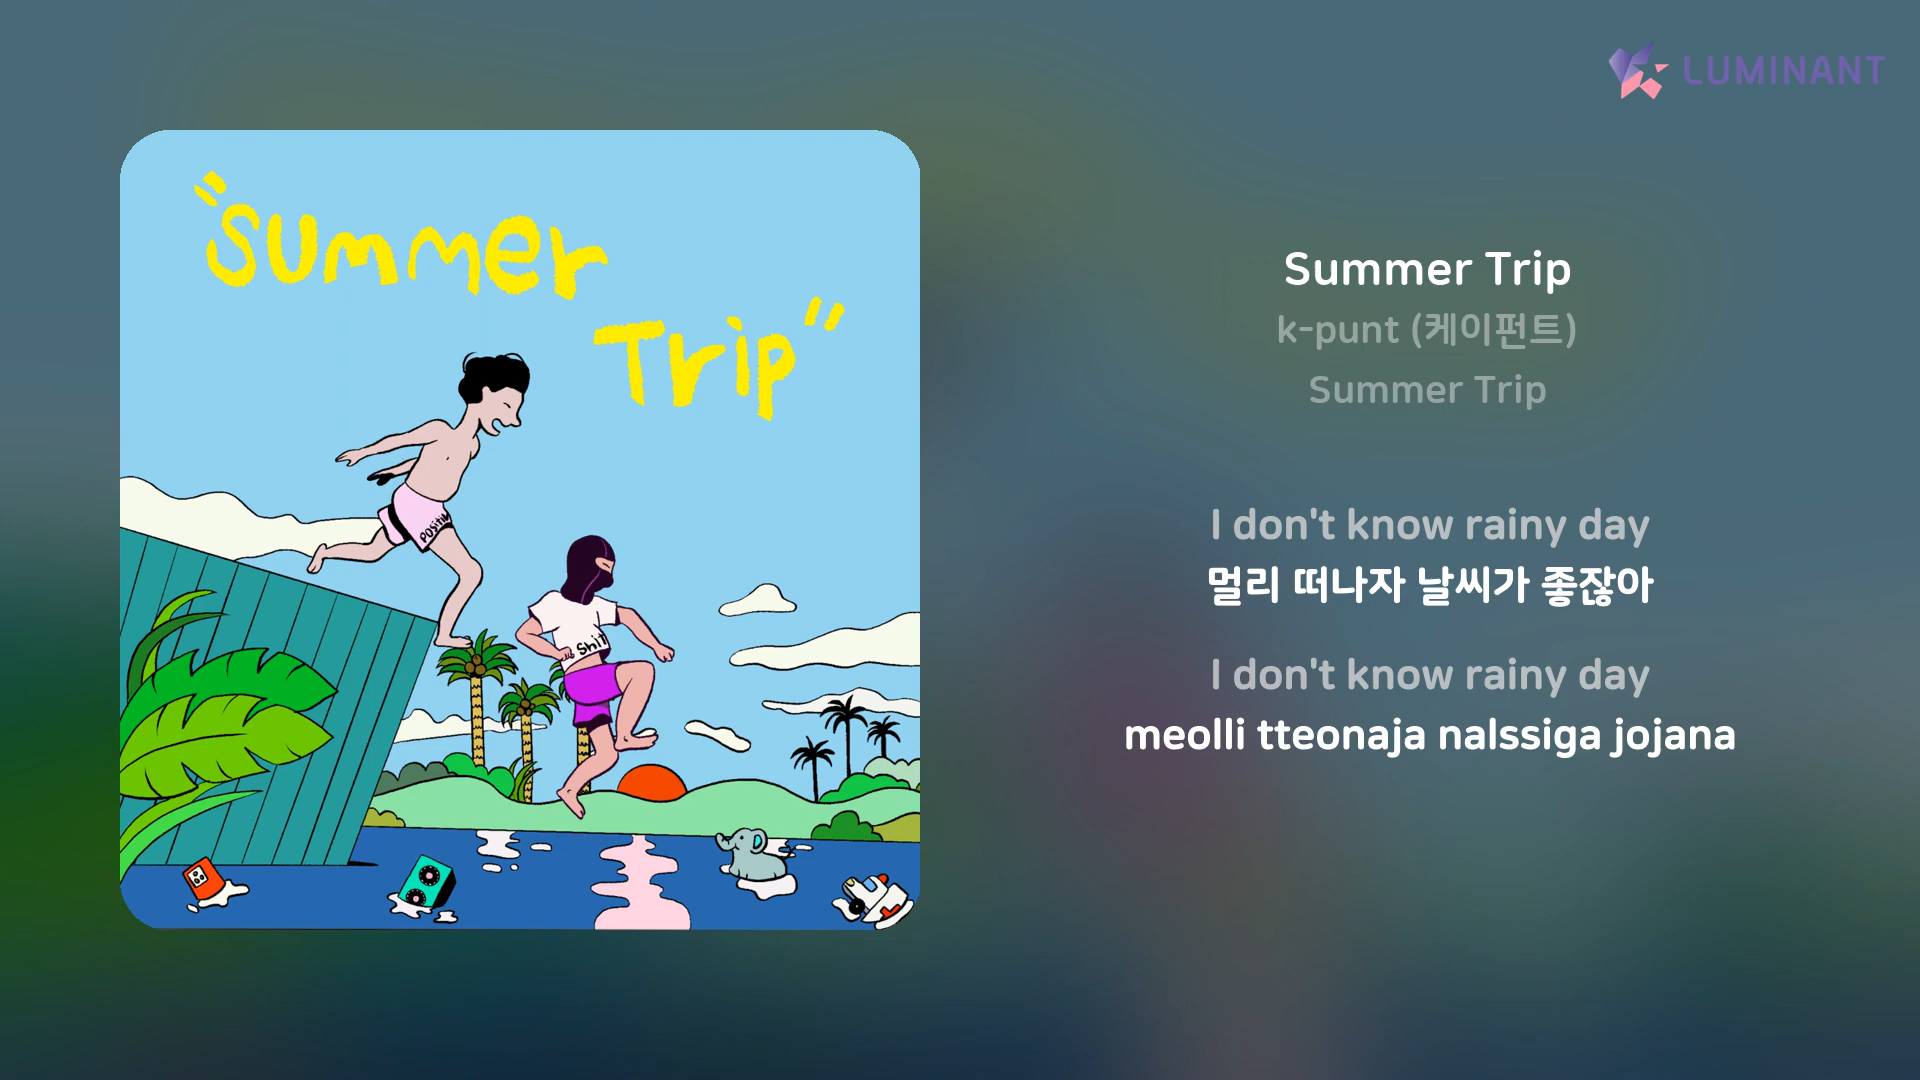 LUMINANT
"Summer
Trip"
Summer Trip
k-punt (케이펀트)
Summer Trip
I don't know rainy day
멀리 떠나자 날씨가 좋잖아
I don't know rainy day
meolli tteonaja nalssiga jojana
Shit